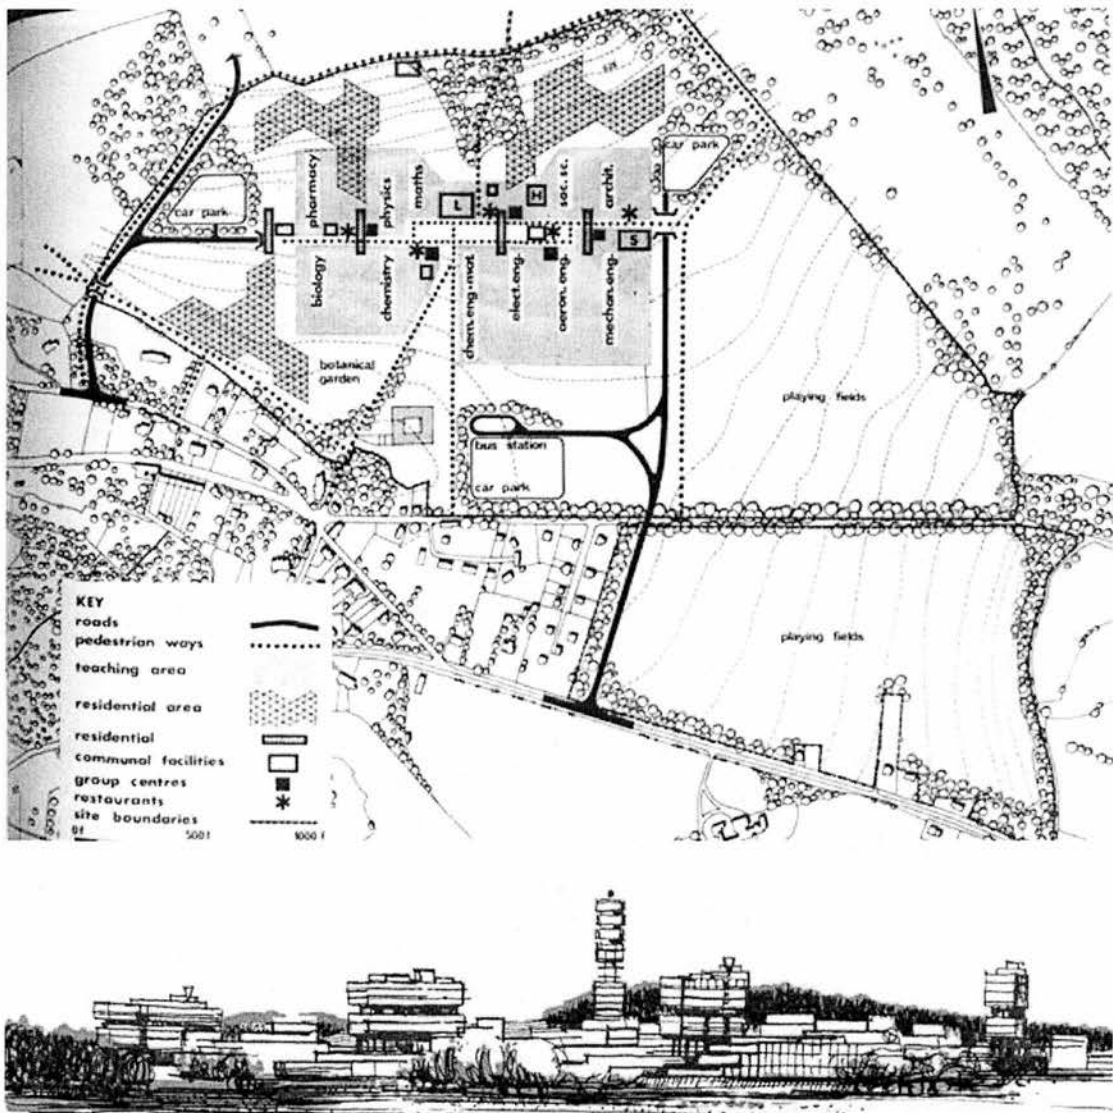 car park
pharmacy
physics
maths
L
H
soc. sc.
archit.
car park
S
biology
chemistry
chem.eng-mat
elect.eng.
aeron.eng.
mechan.eng.
botanical
garden
playing fields
bus station
car park
playing fields
KEY
roads
pedestrian ways
teaching area
residential area
residential
communal facilities
group centres
restaurants
site boundaries
0f 500f 1000 f